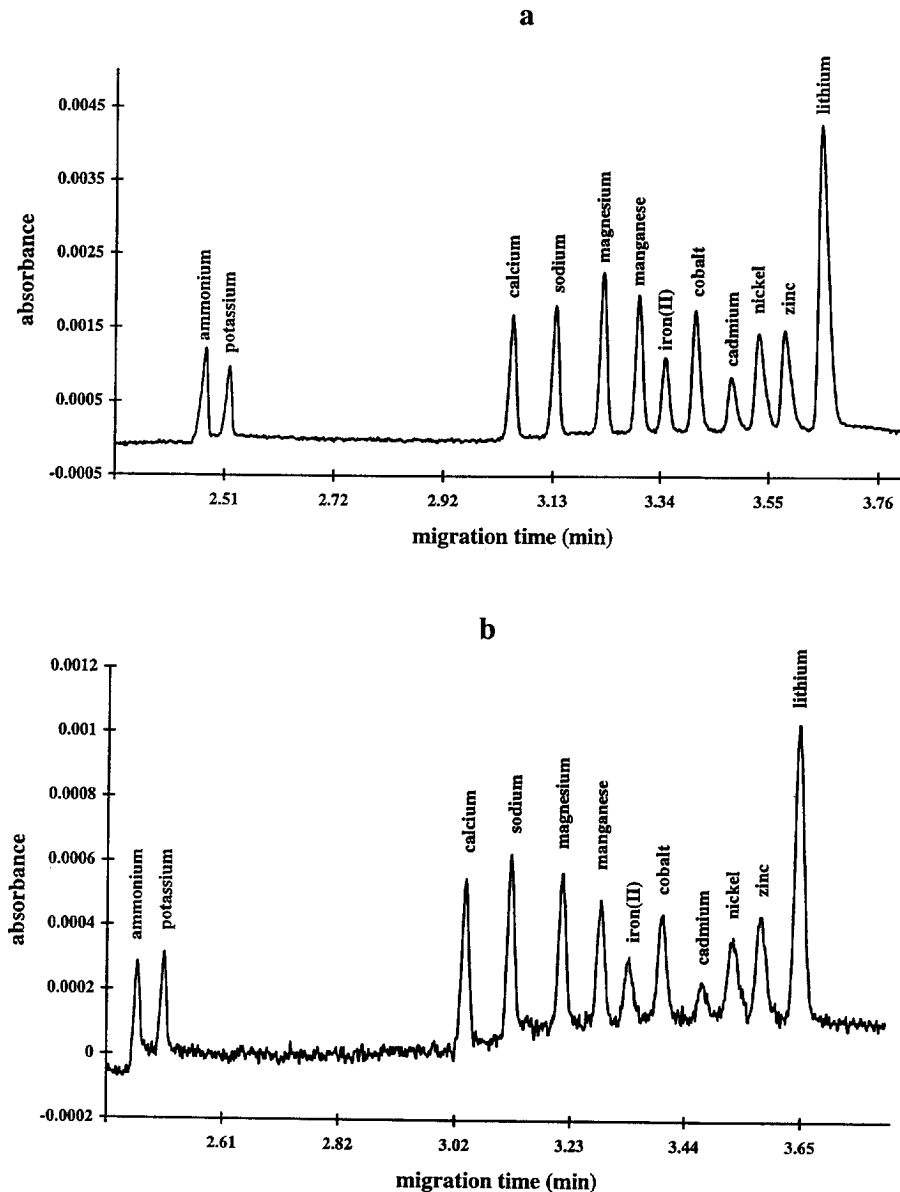 a
0.0045
0.0035
0.0025
0.0015
0.0005
-0.0005
absorbance
ammonium
potassium
calcium
sodium
magnesium
manganese
iron(II)
cobalt
cadmium
nickel
zinc
lithium
2.51 2.72 2.92 3.13 3.34 3.55 3.76
migration time (min)
b
0.0012
0.001
0.0008
0.0006
0.0004
0.0002
0
-0.0002
absorbance
ammonium
potassium
calcium
sodium
magnesium
manganese
iron(II)
cobalt
cadmium
nickel
zinc
lithium
2.61 2.82 3.02 3.23 3.44 3.65
migration time (min)